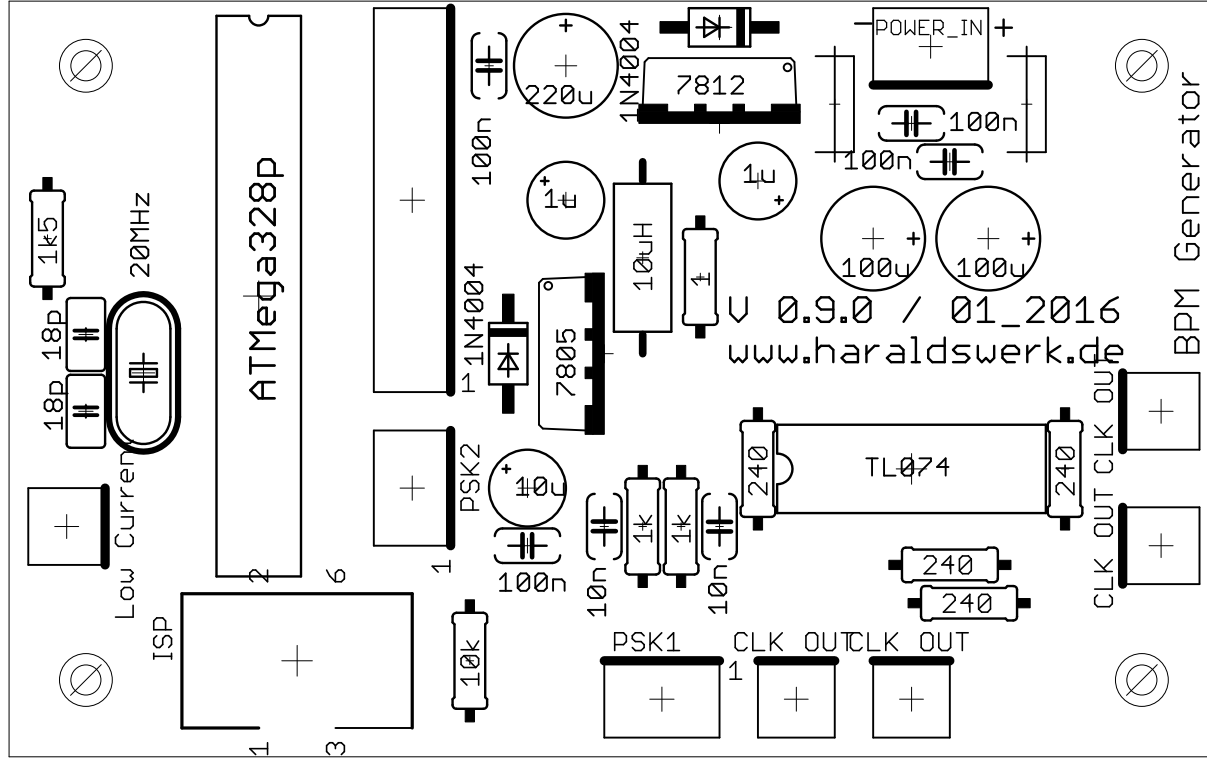 POWER_IN
-
+
1N4004
7812
220u
100n
100n
100n
ATMega328p
1u
1u
1k5
20MHz
10uH
1
100u
100u
BPM Generator
18p
18p
1N4004
7805
1
V 0.9.0 / 01_2016
www.haraldswerk.de
CLK OUT
PSK2
10u
240
TL074
240
1k
1k
Low Current
CLK OUT
1
100n
10n
10n
240
240
2
6
ISP
10k
PSK1
1
CLK OUT
CLK OUT
1
3